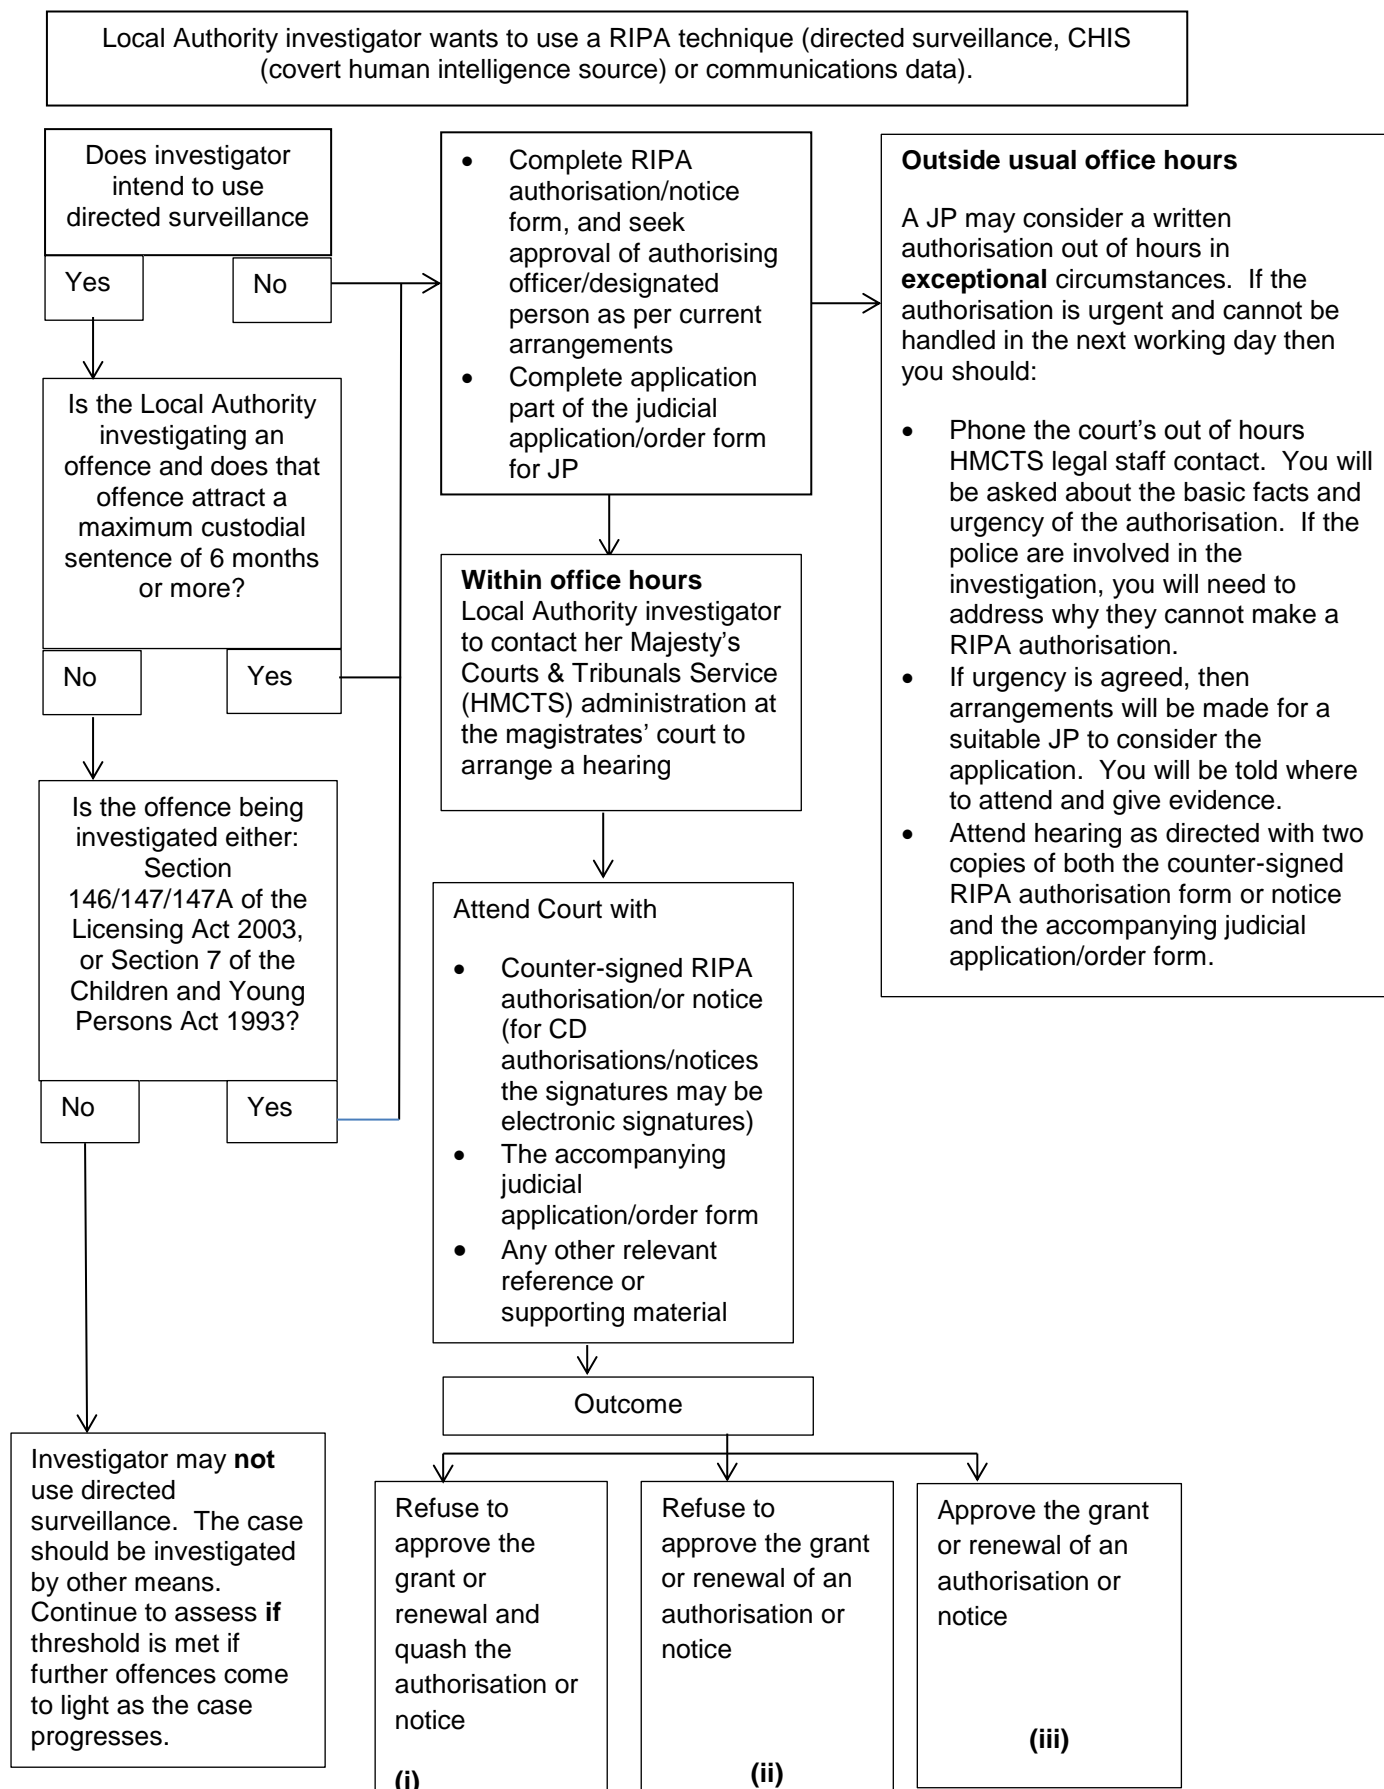 Local Authority investigator wants to use a RIPA technique (directed surveillance, CHIS
(covert human intelligence source) or communications data).
Does investigator
intend to use
directed surveillance
Yes
No
Is the Local Authority
investigating an
offence and does that
offence attract a
maximum custodial
sentence of 6 months
or more?
No
Yes
Is the offence being
investigated either:
Section
146/147/147A of the
Licensing Act 2003,
or Section 7 of the
Children and Young
Persons Act 1993?
No
Yes
Investigator may not
use directed
surveillance. The case
should be investigated
by other means.
Continue to assess if
threshold is met if
further offences come
to light as the case
progresses.
• Complete RIPA
authorisation/notice
form, and seek
approval of authorising
officer/designated
person as per current
arrangements
• Complete application
part of the judicial
application/order form
for JP
Within office hours
Local Authority investigator
to contact her Majesty’s
Courts & Tribunals Service
(HMCTS) administration at
the magistrates’ court to
arrange a hearing
Attend Court with
• Counter-signed RIPA
authorisation/or notice
(for CD
authorisations/notices
the signatures may be
electronic signatures)
• The accompanying
judicial
application/order form
• Any other relevant
reference or
supporting material
Outcome
Refuse to
approve the
grant or
renewal and
quash the
authorisation or
notice
(i)
Refuse to
approve the grant
or renewal of an
authorisation or
notice
(ii)
Approve the grant
or renewal of an
authorisation or
notice
(iii)
Outside usual office hours
A JP may consider a written
authorisation out of hours in
exceptional circumstances. If the
authorisation is urgent and cannot be
handled in the next working day then
you should:
• Phone the court’s out of hours
HMCTS legal staff contact. You will
be asked about the basic facts and
urgency of the authorisation. If the
police are involved in the
investigation, you will need to
address why they cannot make a
RIPA authorisation.
• If urgency is agreed, then
arrangements will be made for a
suitable JP to consider the
application. You will be told where
to attend and give evidence.
• Attend hearing as directed with two
copies of both the counter-signed
RIPA authorisation form or notice
and the accompanying judicial
application/order form.